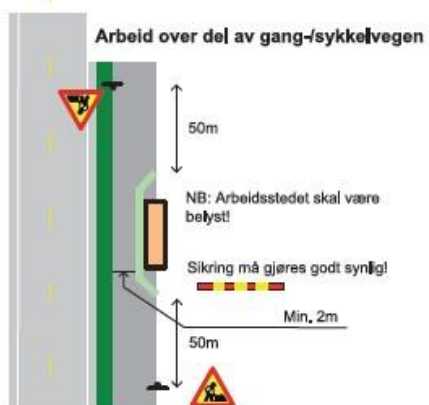 Arbeid over del av gang-/sykkelvegen
50m
NB: Arbeidsstedet skal være
belyst!
Sikring må gjøres godt synlig!
Min. 2m
50m